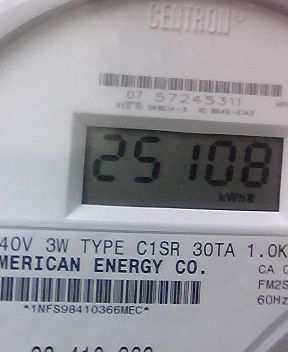 CENTRON®
07 57245311
25108
kWh
40V 3W TYPE C1SR 30TA 1.0K
MERICAN ENERGY CO.
CA 0
FM2S
60Hz
*1NFS98410366MEC*